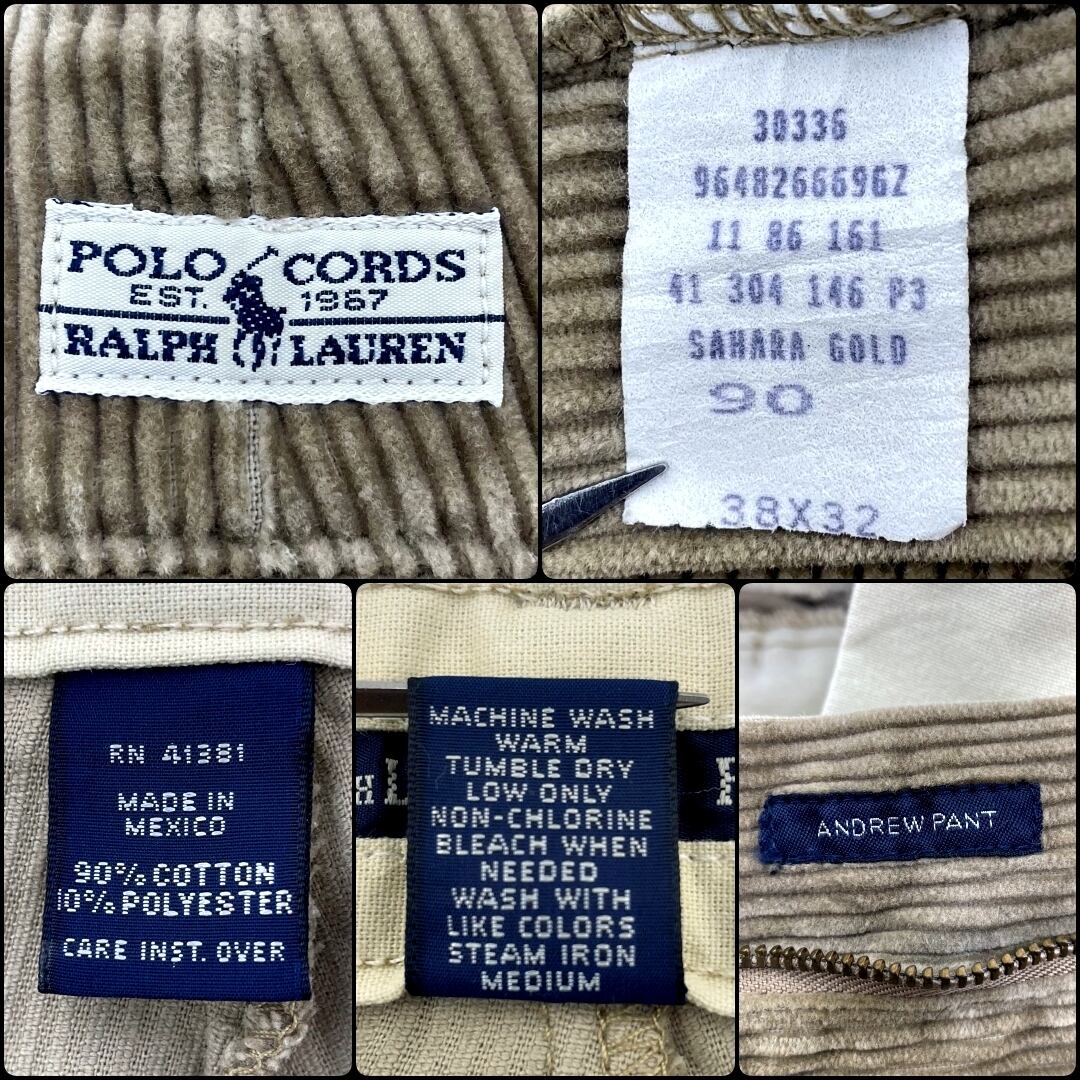 POLO CORDS
EST. 1967
RALPH LAUREN
30336
9648266696Z
11 86 161
41 304 146 P3
SAHARA GOLD
90
38X32
RN 41381
MADE IN
MEXICO
90% COTTON
10% POLYESTER
CARE INST. OVER
MACHINE WASH
WARM
TUMBLE DRY
LOW ONLY
NON-CHLORINE
BLEACH WHEN
NEEDED
WASH WITH
LIKE COLORS
STEAM IRON
MEDIUM
ANDREW PANT